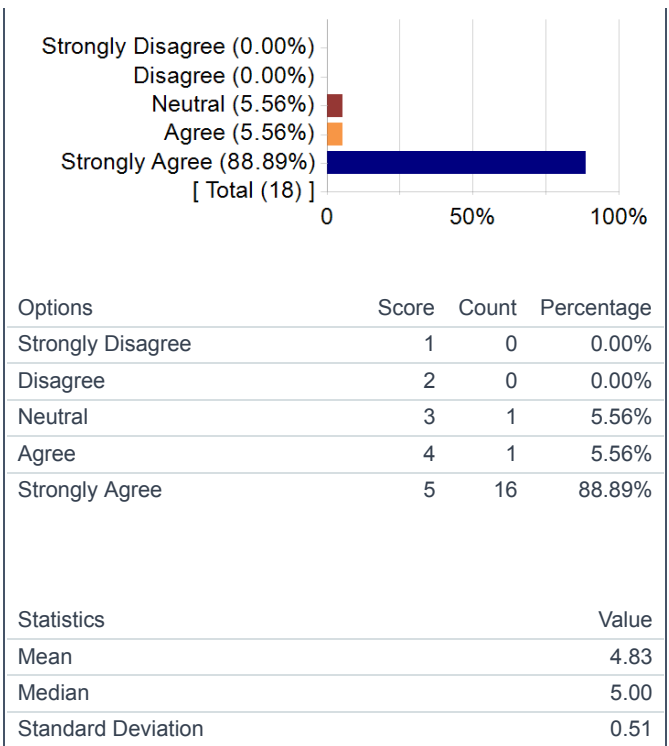 Strongly Disagree (0.00%)
Disagree (0.00%)
Neutral (5.56%)
Agree (5.56%)
Strongly Agree (88.89%)
[ Total (18) ]
0 50% 100%
Options Score Count Percentage
Strongly Disagree 1 0 0.00%
Disagree 2 0 0.00%
Neutral 3 1 5.56%
Agree 4 1 5.56%
Strongly Agree 5 16 88.89%
Statistics Value
Mean 4.83
Median 5.00
Standard Deviation 0.51